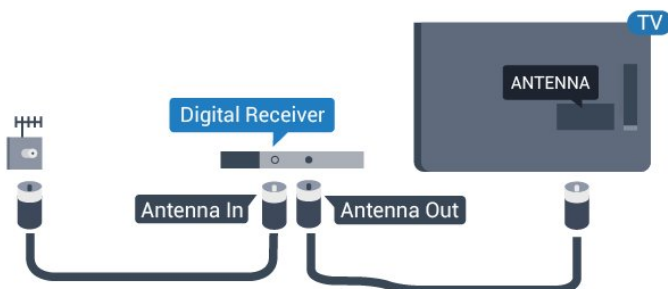 TV
ANTENNA
Digital Receiver
Antenna In
Antenna Out